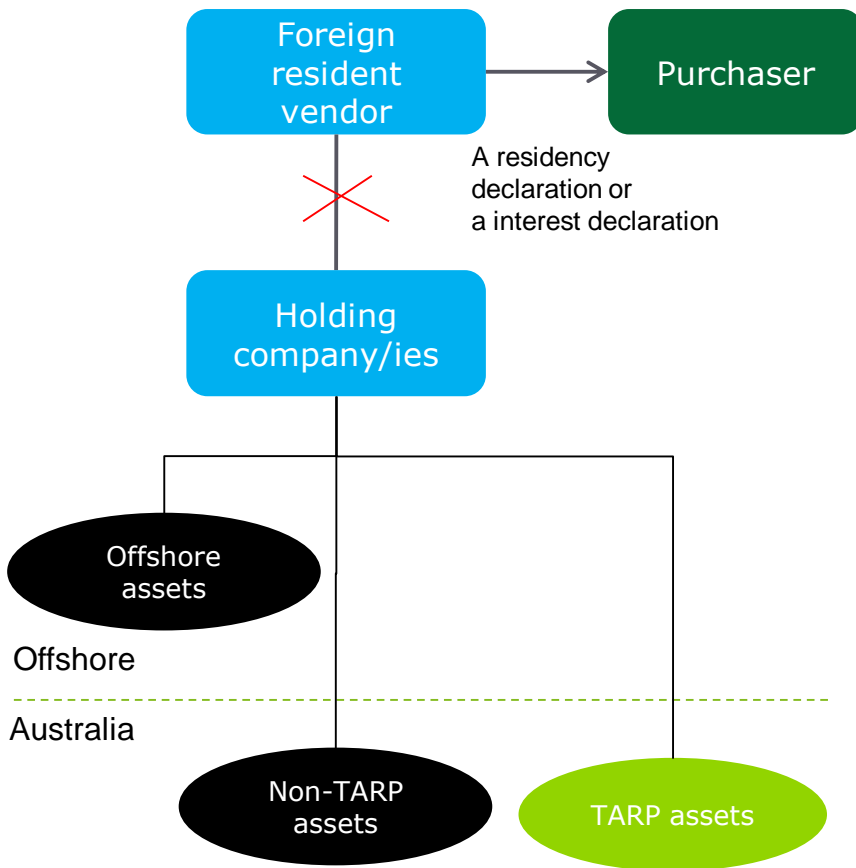 Foreign
resident
vendor
Purchaser
A residency
declaration or
a interest declaration
Holding
company/ies
Offshore
assets
Offshore
Australia
Non-TARP
assets
TARP assets